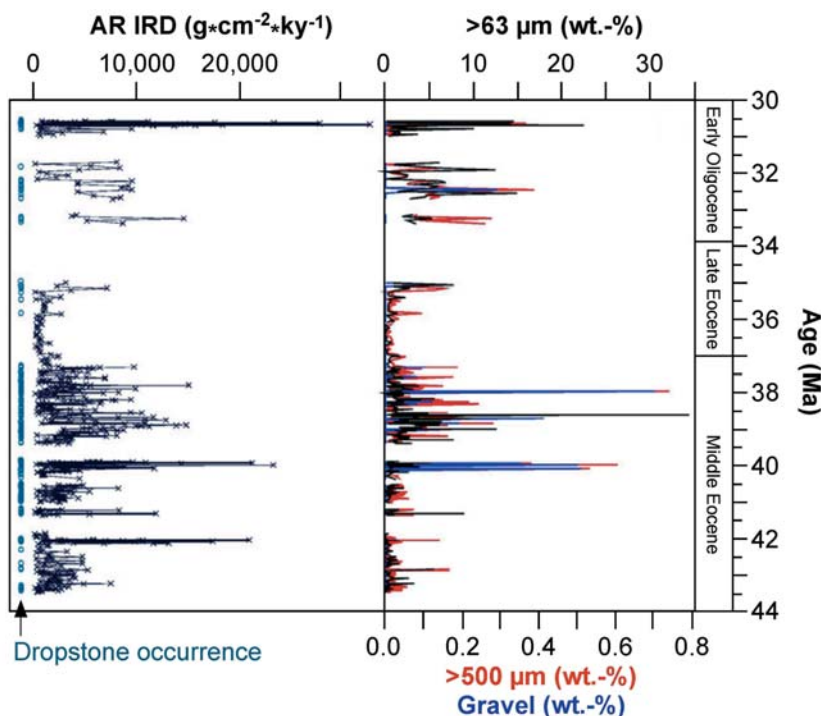 AR IRD (g*cm-2*ky-1)
>63 µm (wt.-%)
0 10,000 20,000
0 10 20 30
30
32
34
36
38
40
42
44
Early Oligocene
Late Eocene
Middle Eocene
Age (Ma)
0.0 0.2 0.4 0.6 0.8
Dropstone occurrence
>500 µm (wt.-%)
Gravel (wt.-%)